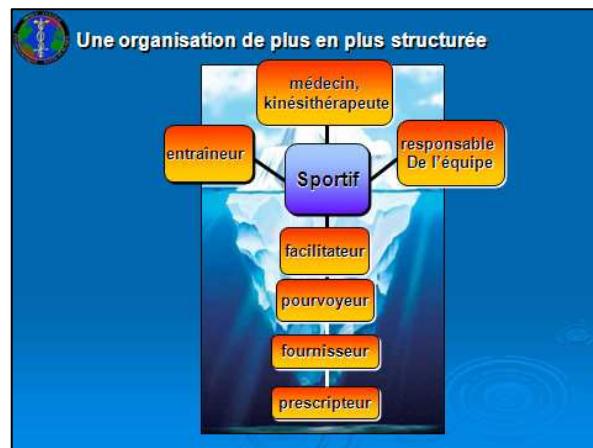 Une organisation de plus en plus structurée
médecin,
kinésithérapeute
entraîneur
responsable
De l'équipe
Sportif
facilitateur
pourvoyeur
fournisseur
prescripteur